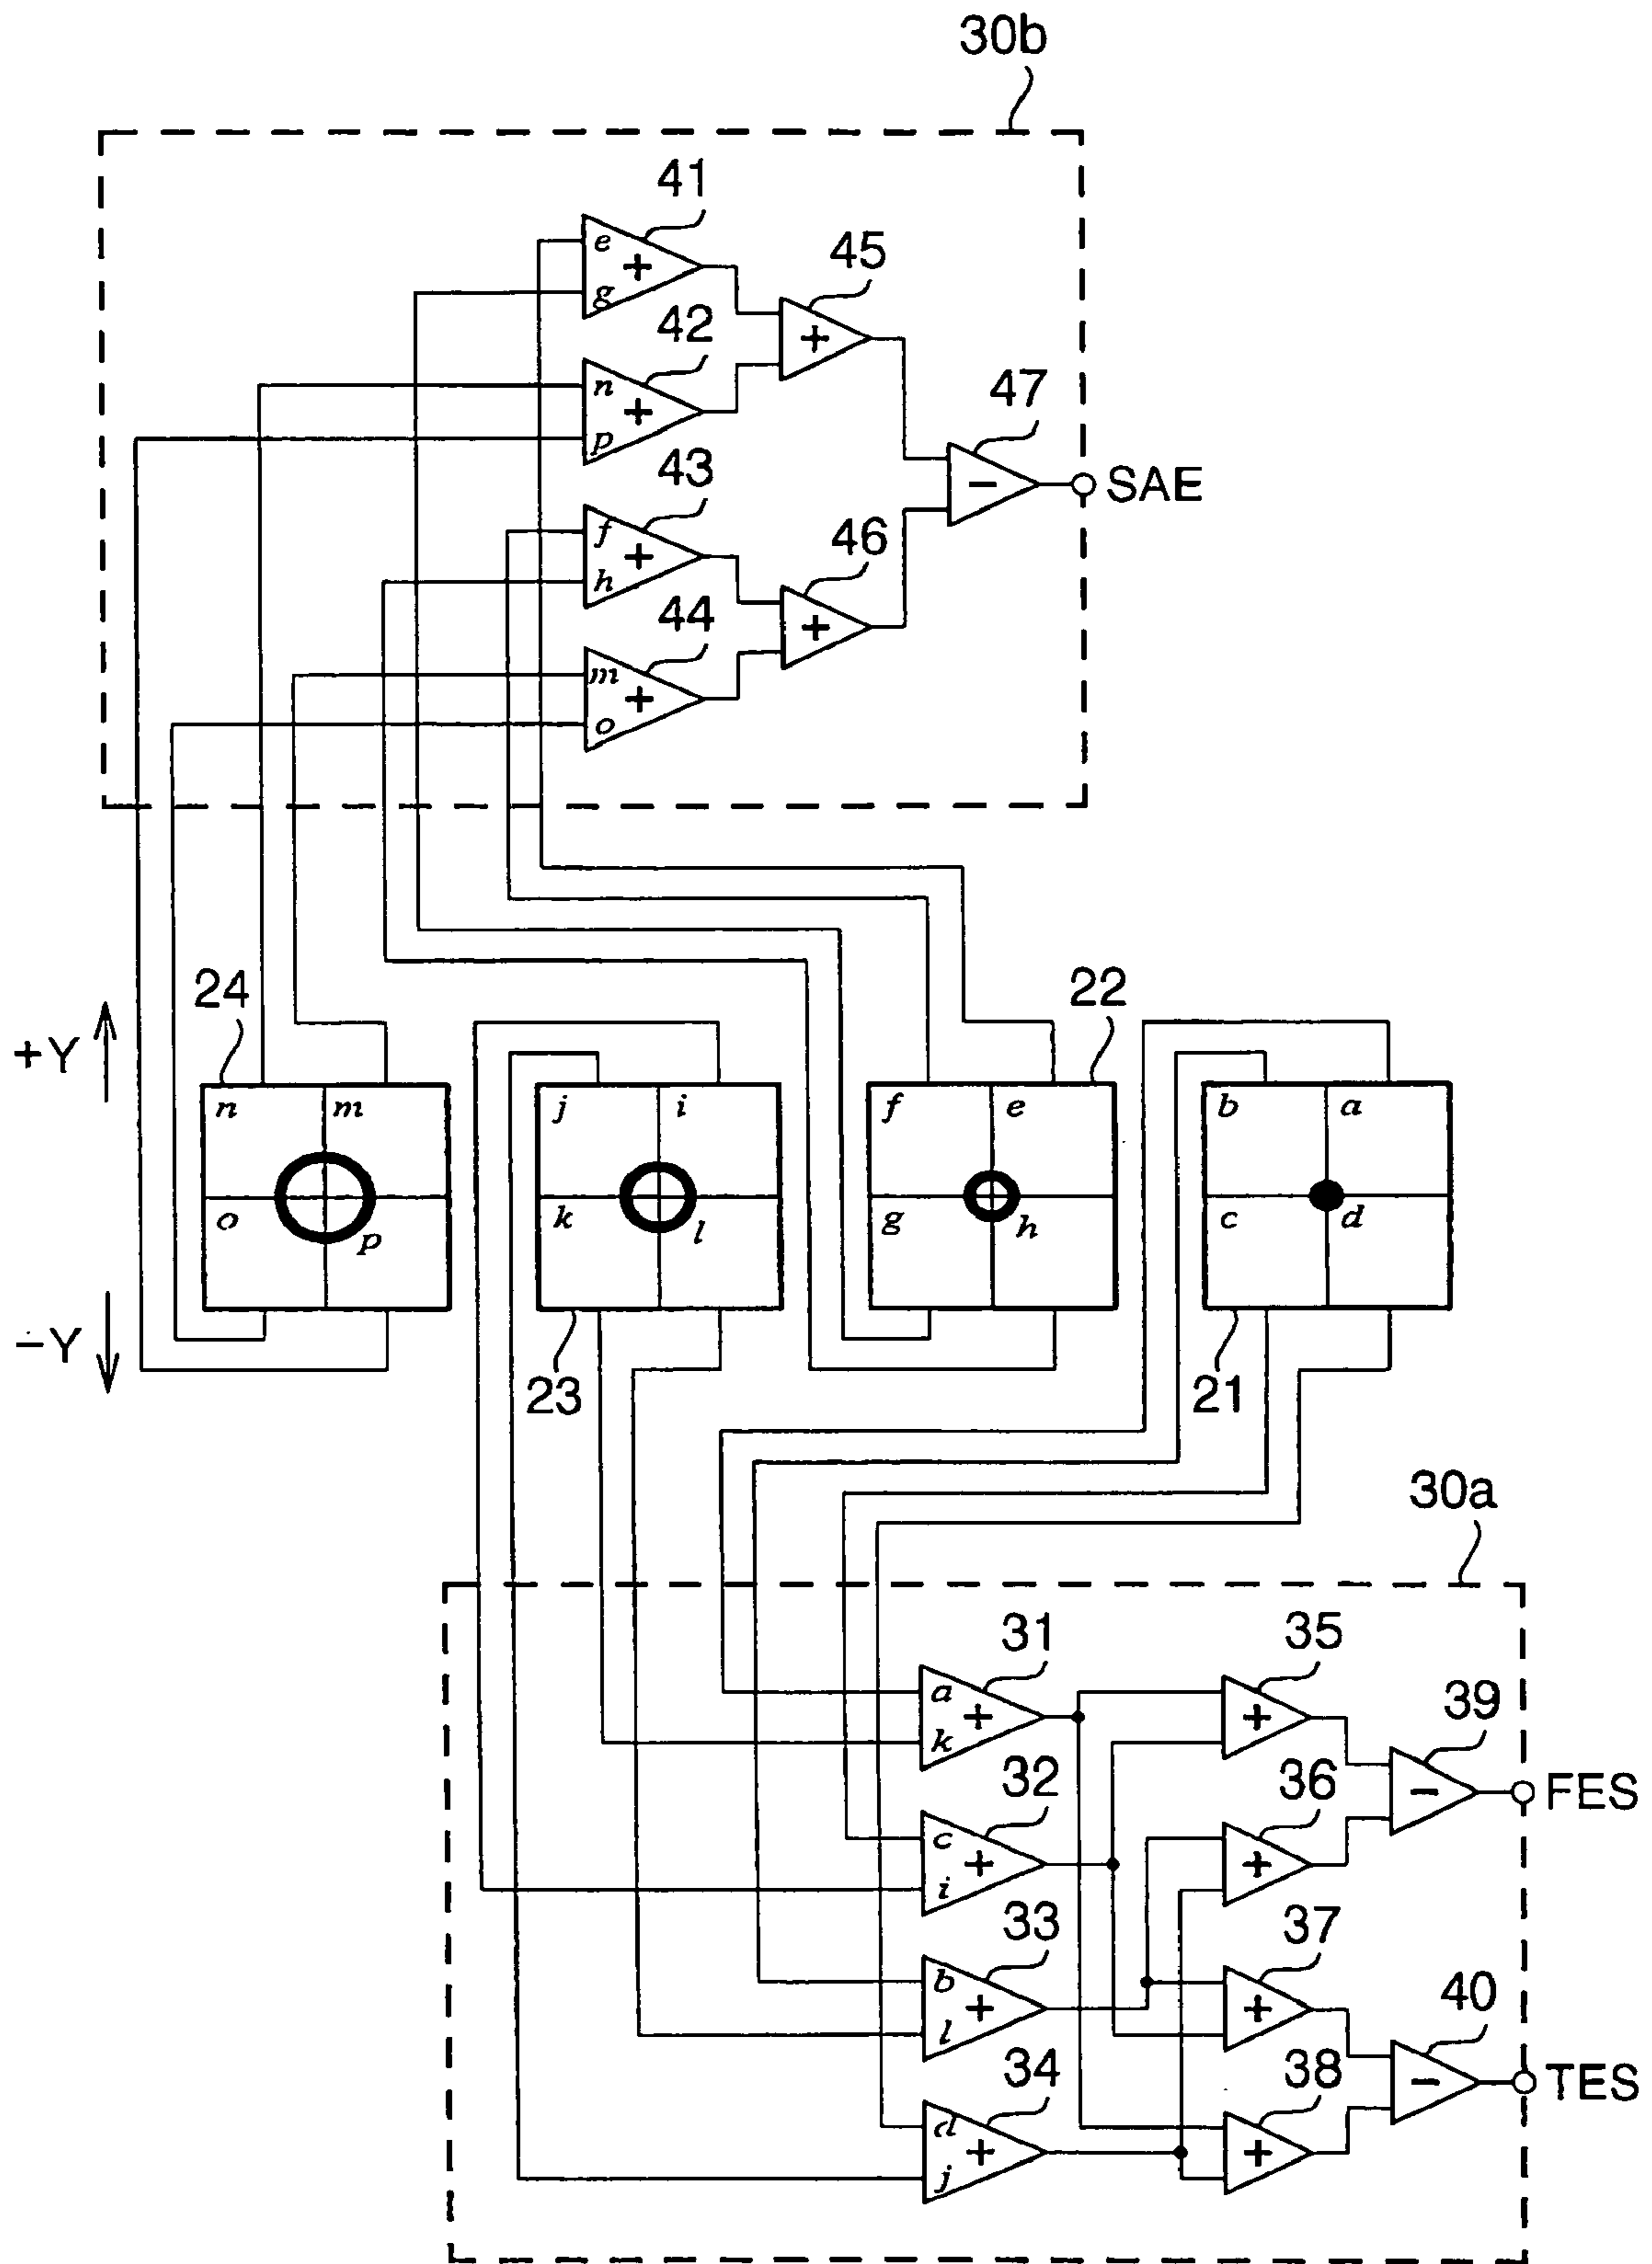 30b
41
e
+
g
45
+
42
n
+
p
47
−
SAE
43
f
+
h
46
+
44
m
+
o
24
22
+Y
n
m
j
i
f
e
b
a
o
p
k
l
g
h
c
d
−Y
23
21
30a
31
a
+
k
35
+
39
−
FES
32
c
+
i
36
+
33
b
+
l
37
+
40
−
TES
34
d
+
j
38
+